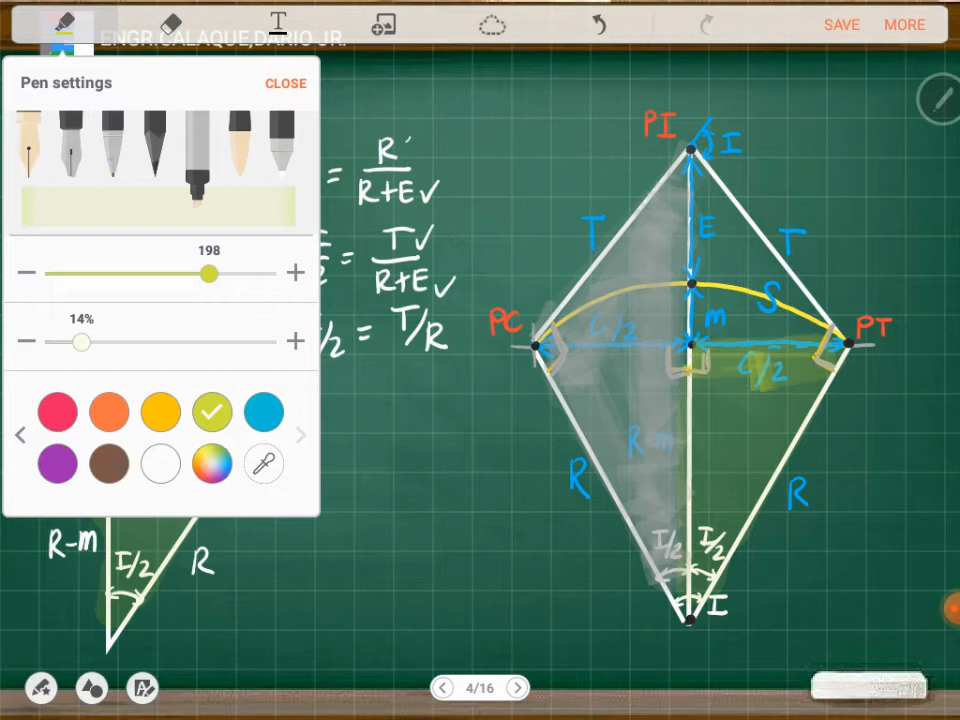 T
SAVE
MORE
ENGR.CALAQUE,DARIO JR.
Pen settings
CLOSE
198
14%
= R / R+E ✓
= T ✓ / R+E ✓
/2 = T/R
PI
I
T
E
T
S
m
PC
PT
C/2
C/2
R-m
R
R
I/2
I/2
I
R-m
I/2
R
4/16